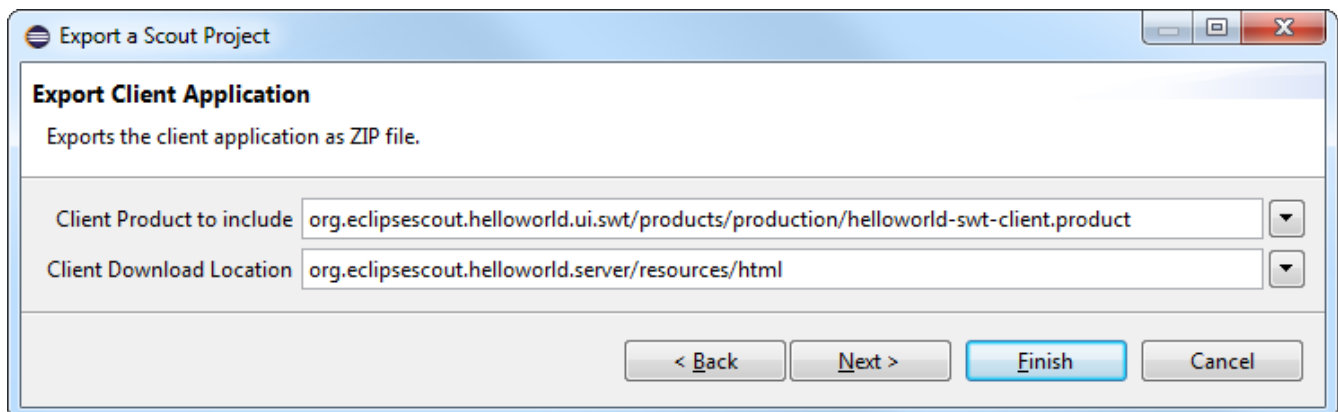 Export a Scout Project
Export Client Application
Exports the client application as ZIP file.
Client Product to include org.eclipsescout.helloworld.ui.swt/products/production/helloworld-swt-client.product
Client Download Location org.eclipsescout.helloworld.server/resources/html
< Back Next > Finish Cancel